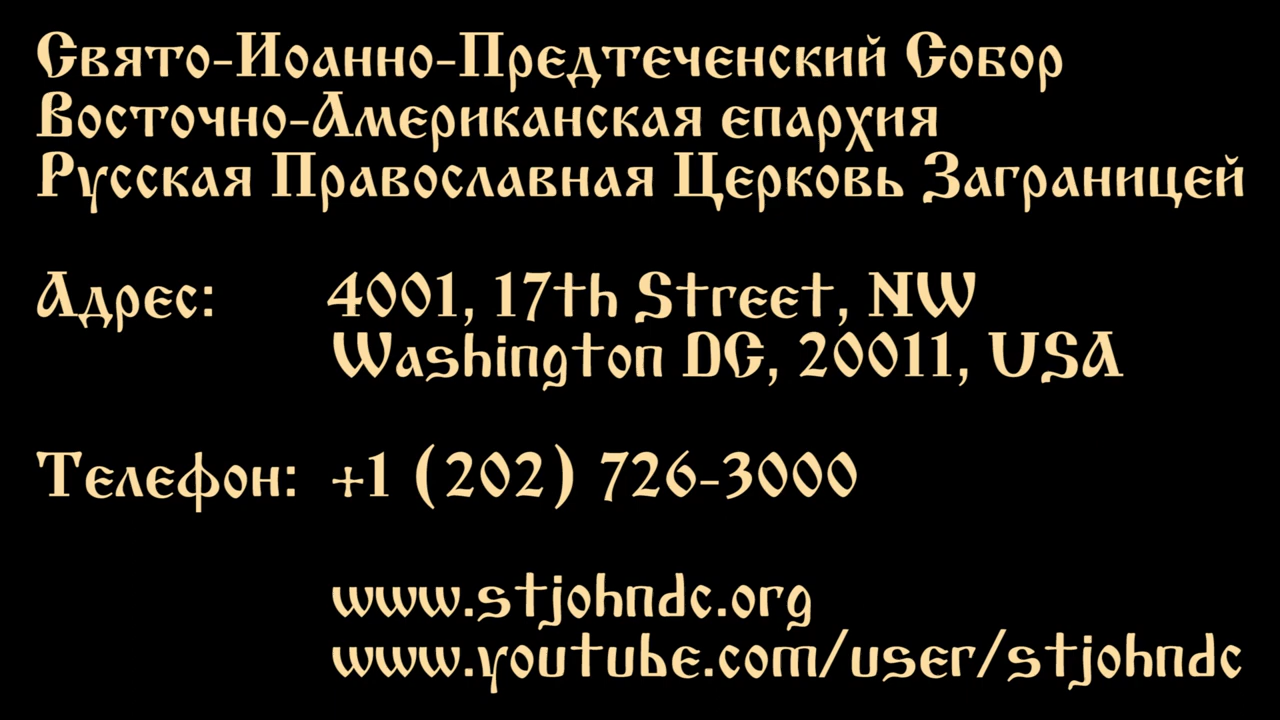 Свято-Иоанно-Предтеченский Собор
Восточно-Американская епархия
Русская Православная Церковь Заграницей
Адрес: 4001, 17th Street, NW
Washington DC, 20011, USA
Телефон: +1 (202) 726-3000
www.stjohndc.org
www.youtube.com/user/stjohndc